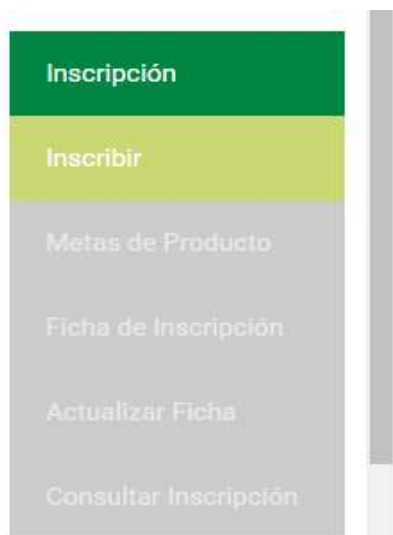 Inscripción
Inscribir
Metas de Producto
Ficha de Inscripción
Actualizar Ficha
Consultar Inscripción